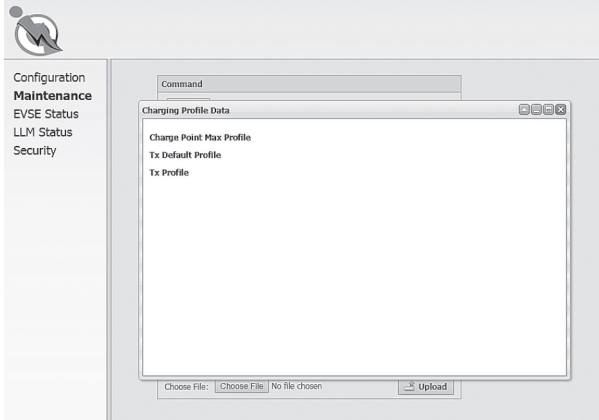 Configuration
Maintenance
EVSE Status
LLM Status
Security
Command
Charging Profile Data
Charge Point Max Profile
Tx Default Profile
Tx Profile
Choose File: Choose File No file chosen Upload